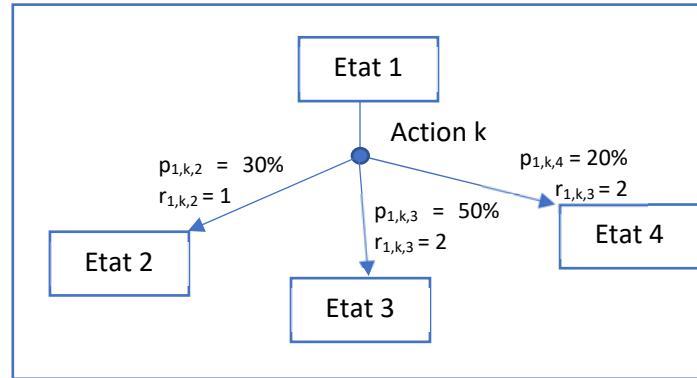 Etat 1
Action k
p1,k,2 = 30%
r1,k,2 = 1
p1,k,4 = 20%
r1,k,3 = 2
p1,k,3 = 50%
r1,k,3 = 2
Etat 2
Etat 3
Etat 4